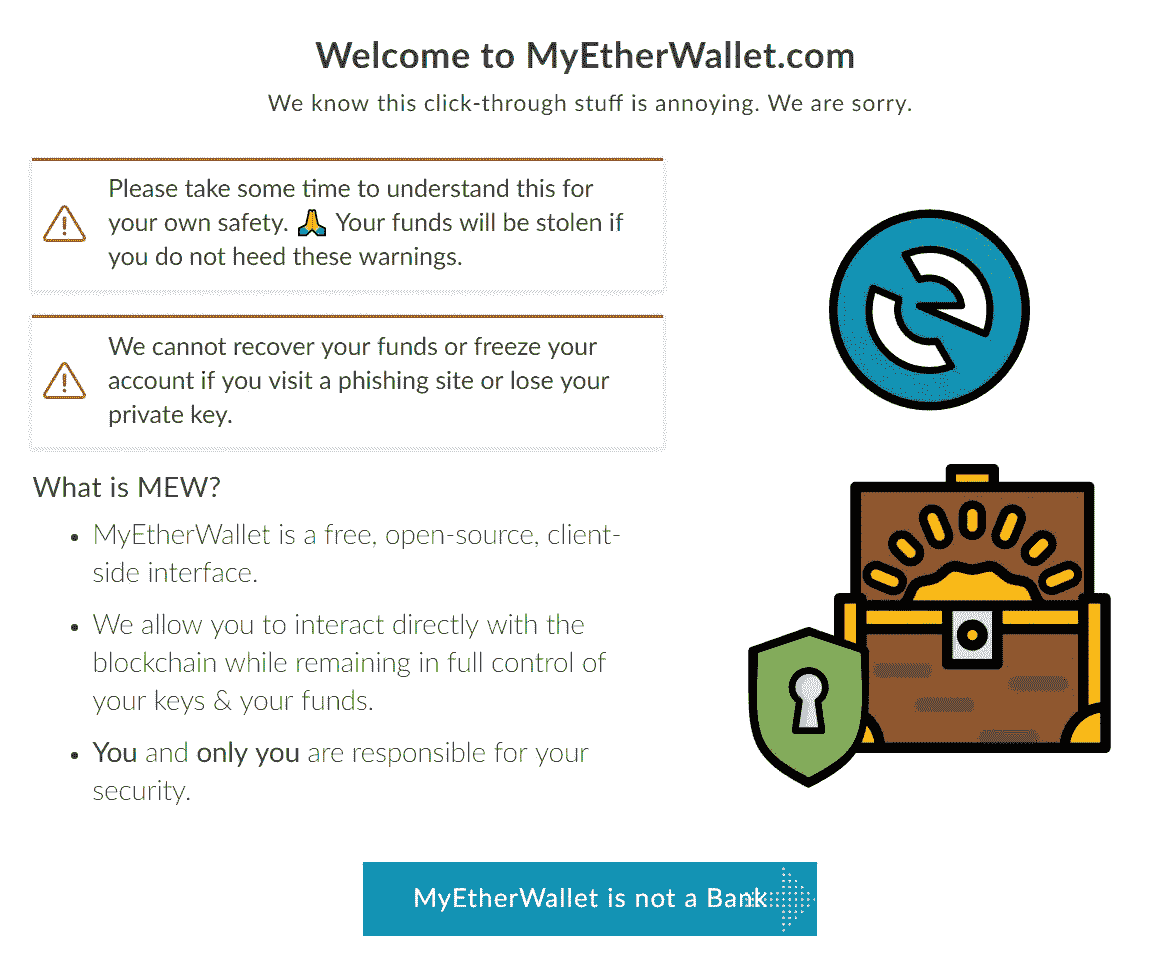 Welcome to MyEtherWallet.com
We know this click-through stuff is annoying. We are sorry.
Please take some time to understand this for
your own safety. 🙏 Your funds will be stolen if
you do not heed these warnings.
We cannot recover your funds or freeze your
account if you visit a phishing site or lose your
private key.
What is MEW?
• MyEtherWallet is a free, open-source, client-
side interface.
• We allow you to interact directly with the
blockchain while remaining in full control of
your keys & your funds.
• You and only you are responsible for your
security.
MyEtherWallet is not a Bank